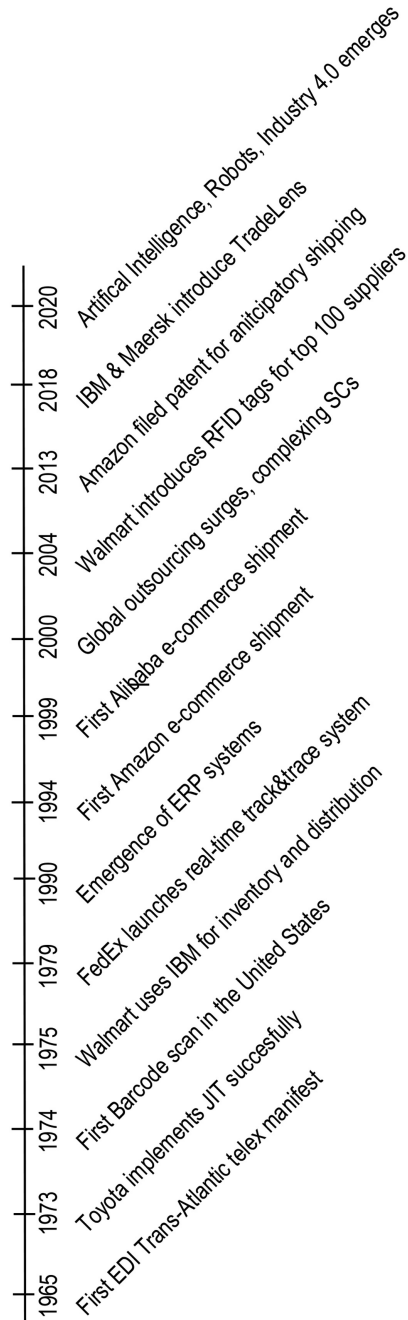 2020
Artifical Intelligence, Robots, Industry 4.0 emerges
2018
IBM & Maersk introduce TradeLens
2013
Amazon filed patent for anitcipatory shipping
2004
Walmart introduces RFID tags for top 100 suppliers
2000
Global outsourcing surges, complexing SCs
1999
First Alibaba e-commerce shipment
1994
First Amazon e-commerce shipment
1990
Emergence of ERP systems
1979
FedEx launches real-time track&trace system
1975
Walmart uses IBM for inventory and distribution
1974
First Barcode scan in the United States
1973
Toyota implements JIT succesfully
1965
First EDI Trans-Atlantic telex manifest